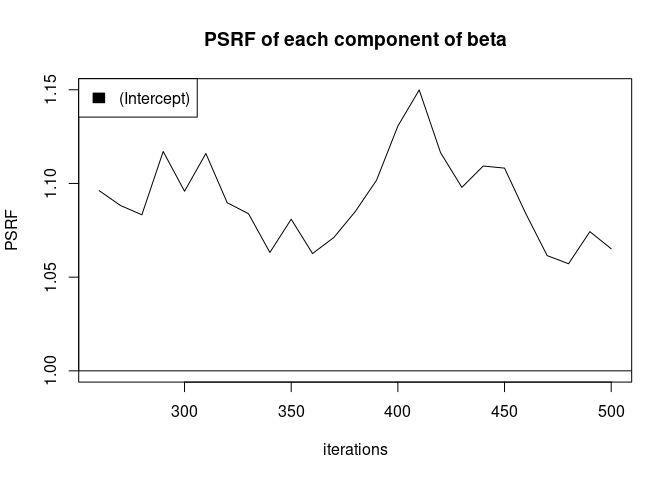 PSRF of each component of beta
(Intercept)
PSRF
1.15
1.10
1.05
1.00
300 350 400 450 500
iterations